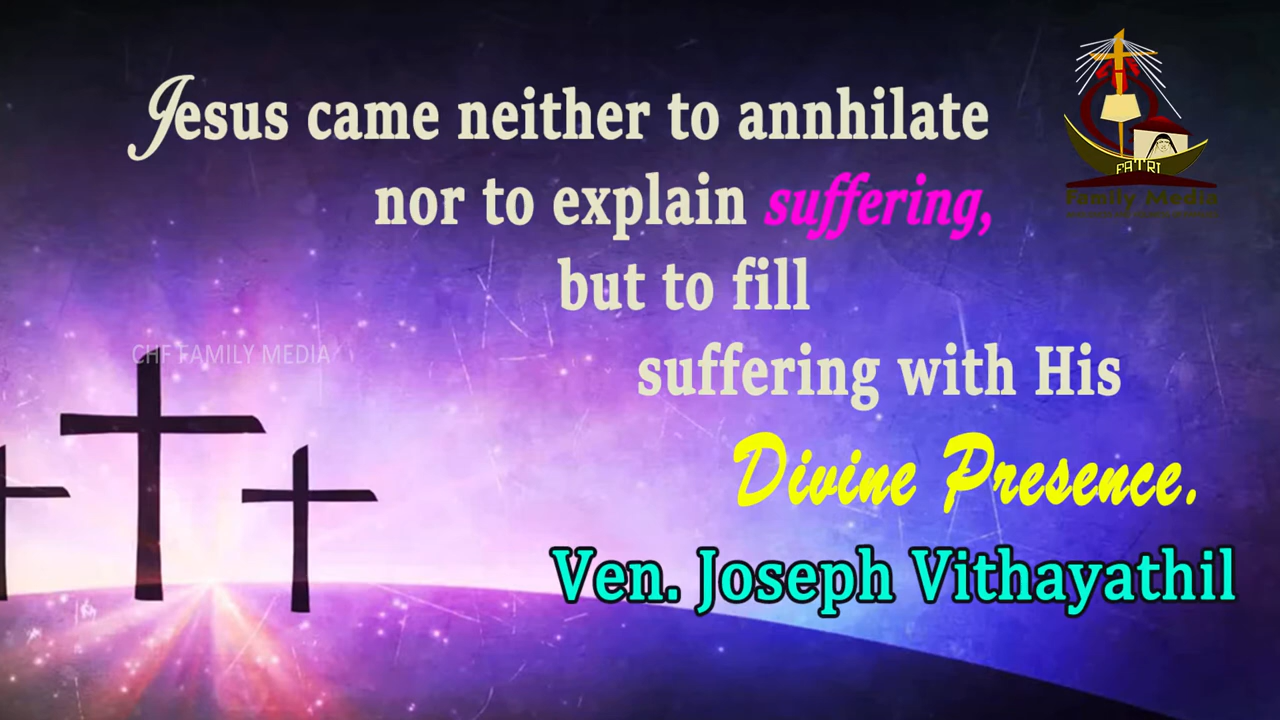 Jesus came neither to annhilate
nor to explain suffering,
but to fill
suffering with His
Divine Presence.
Ven. Joseph Vithayathil
CHF FAMILY MEDIA
FATRI
Family Media